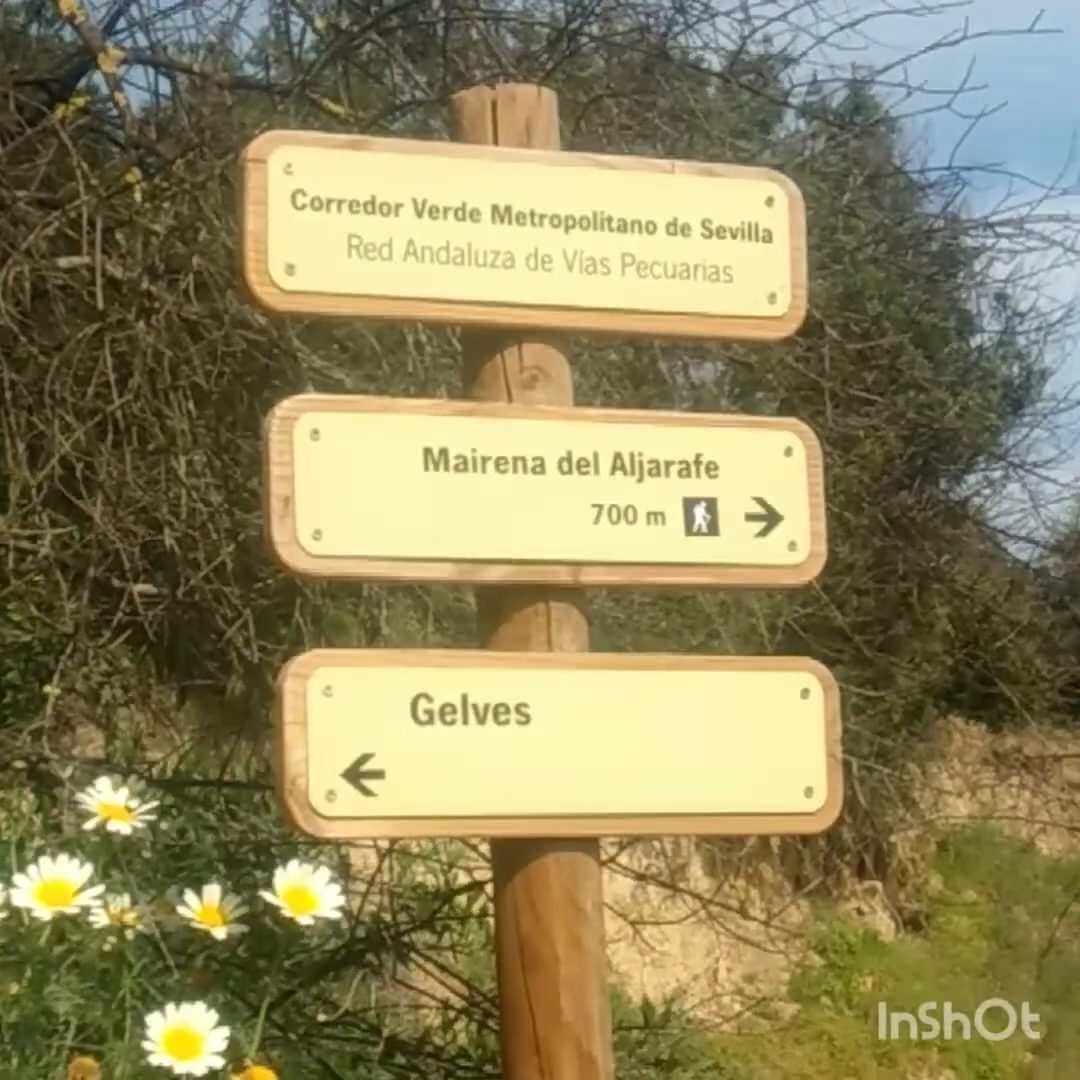 Corredor Verde Metropolitano de Sevilla
Red Andaluza de Vías Pecuarias
Mairena del Aljarafe
700 m
Gelves
InShOt